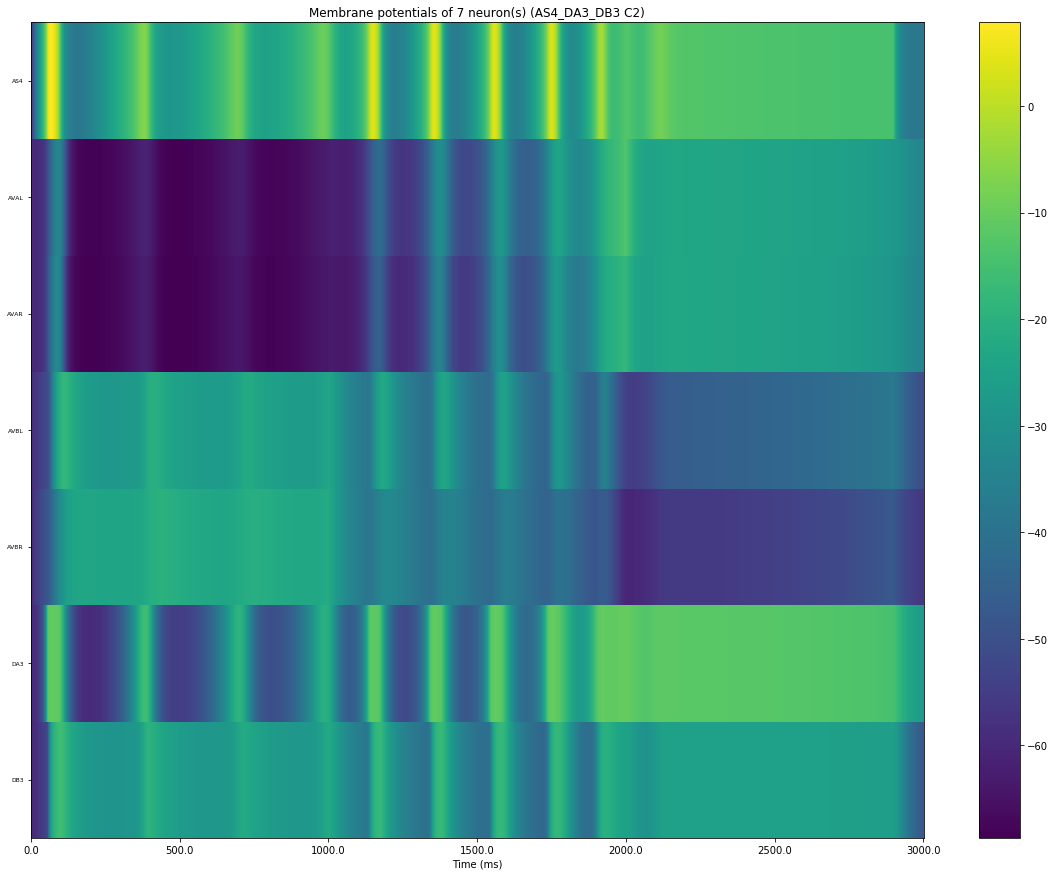 Membrane potentials of 7 neuron(s) (AS4_DA3_DB3 C2)
AS4
AVAL
AVAR
AVBL
AVBR
DA3
DB3
0.0 500.0 1000.0 1500.0 2000.0 2500.0 3000.0
Time (ms)
0
−10
−20
−30
−40
−50
−60